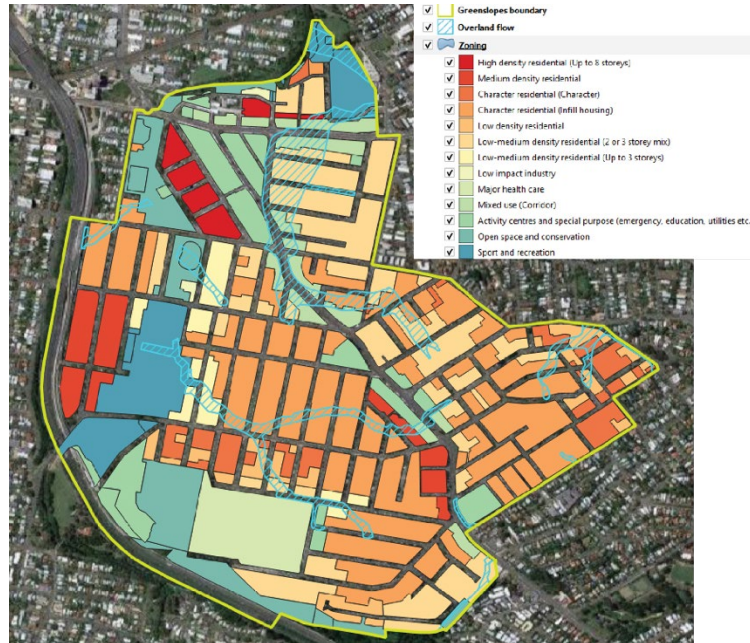 Greenslopes boundary
Overland flow
Zoning
High density residential (Up to 8 storeys)
Medium density residential
Character residential (Character)
Character residential (Infill housing)
Low density residential
Low-medium density residential (2 or 3 storey mix)
Low-medium density residential (Up to 3 storeys)
Low impact industry
Major health care
Mixed use (Corridor)
Activity centres and special purpose (emergency, education, utilities etc.
Open space and conservation
Sport and recreation